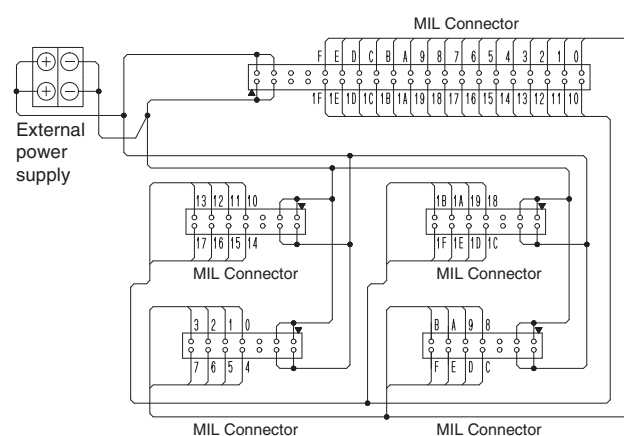 MIL Connector
F E D C B A 9 8 7 6 5 4 3 2 1 0
1F 1E 1D 1C 1B 1A 19 18 17 16 15 14 13 12 11 10
External
power
supply
13 12 11 10
17 16 15 14
MIL Connector
1B 1A 19 18
1F 1E 1D 1C
MIL Connector
3 2 1 0
7 6 5 4
MIL Connector
B A 9 8
F E D C
MIL Connector